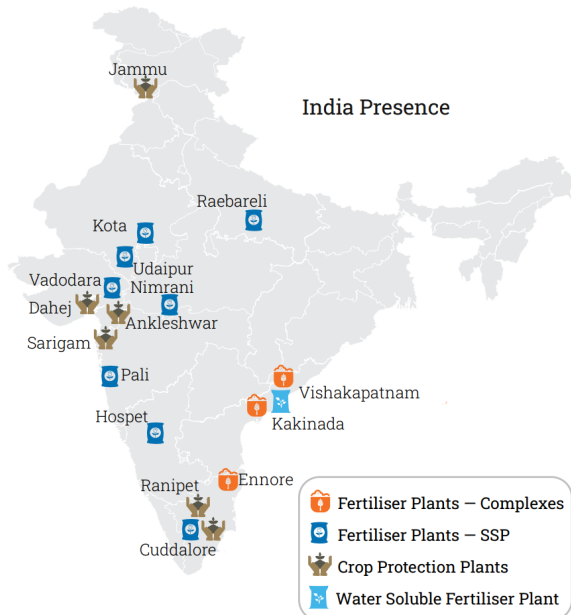 Jammu
India Presence
Raebareli
Kota
Udaipur
Vadodara
Nimrani
Dahej
Ankleshwar
Sarigam
Pali
Vishakapatnam
Hospet
Kakinada
Ranipet
Ennore
Cuddalore
Fertiliser Plants – Complexes
Fertiliser Plants – SSP
Crop Protection Plants
Water Soluble Fertiliser Plant